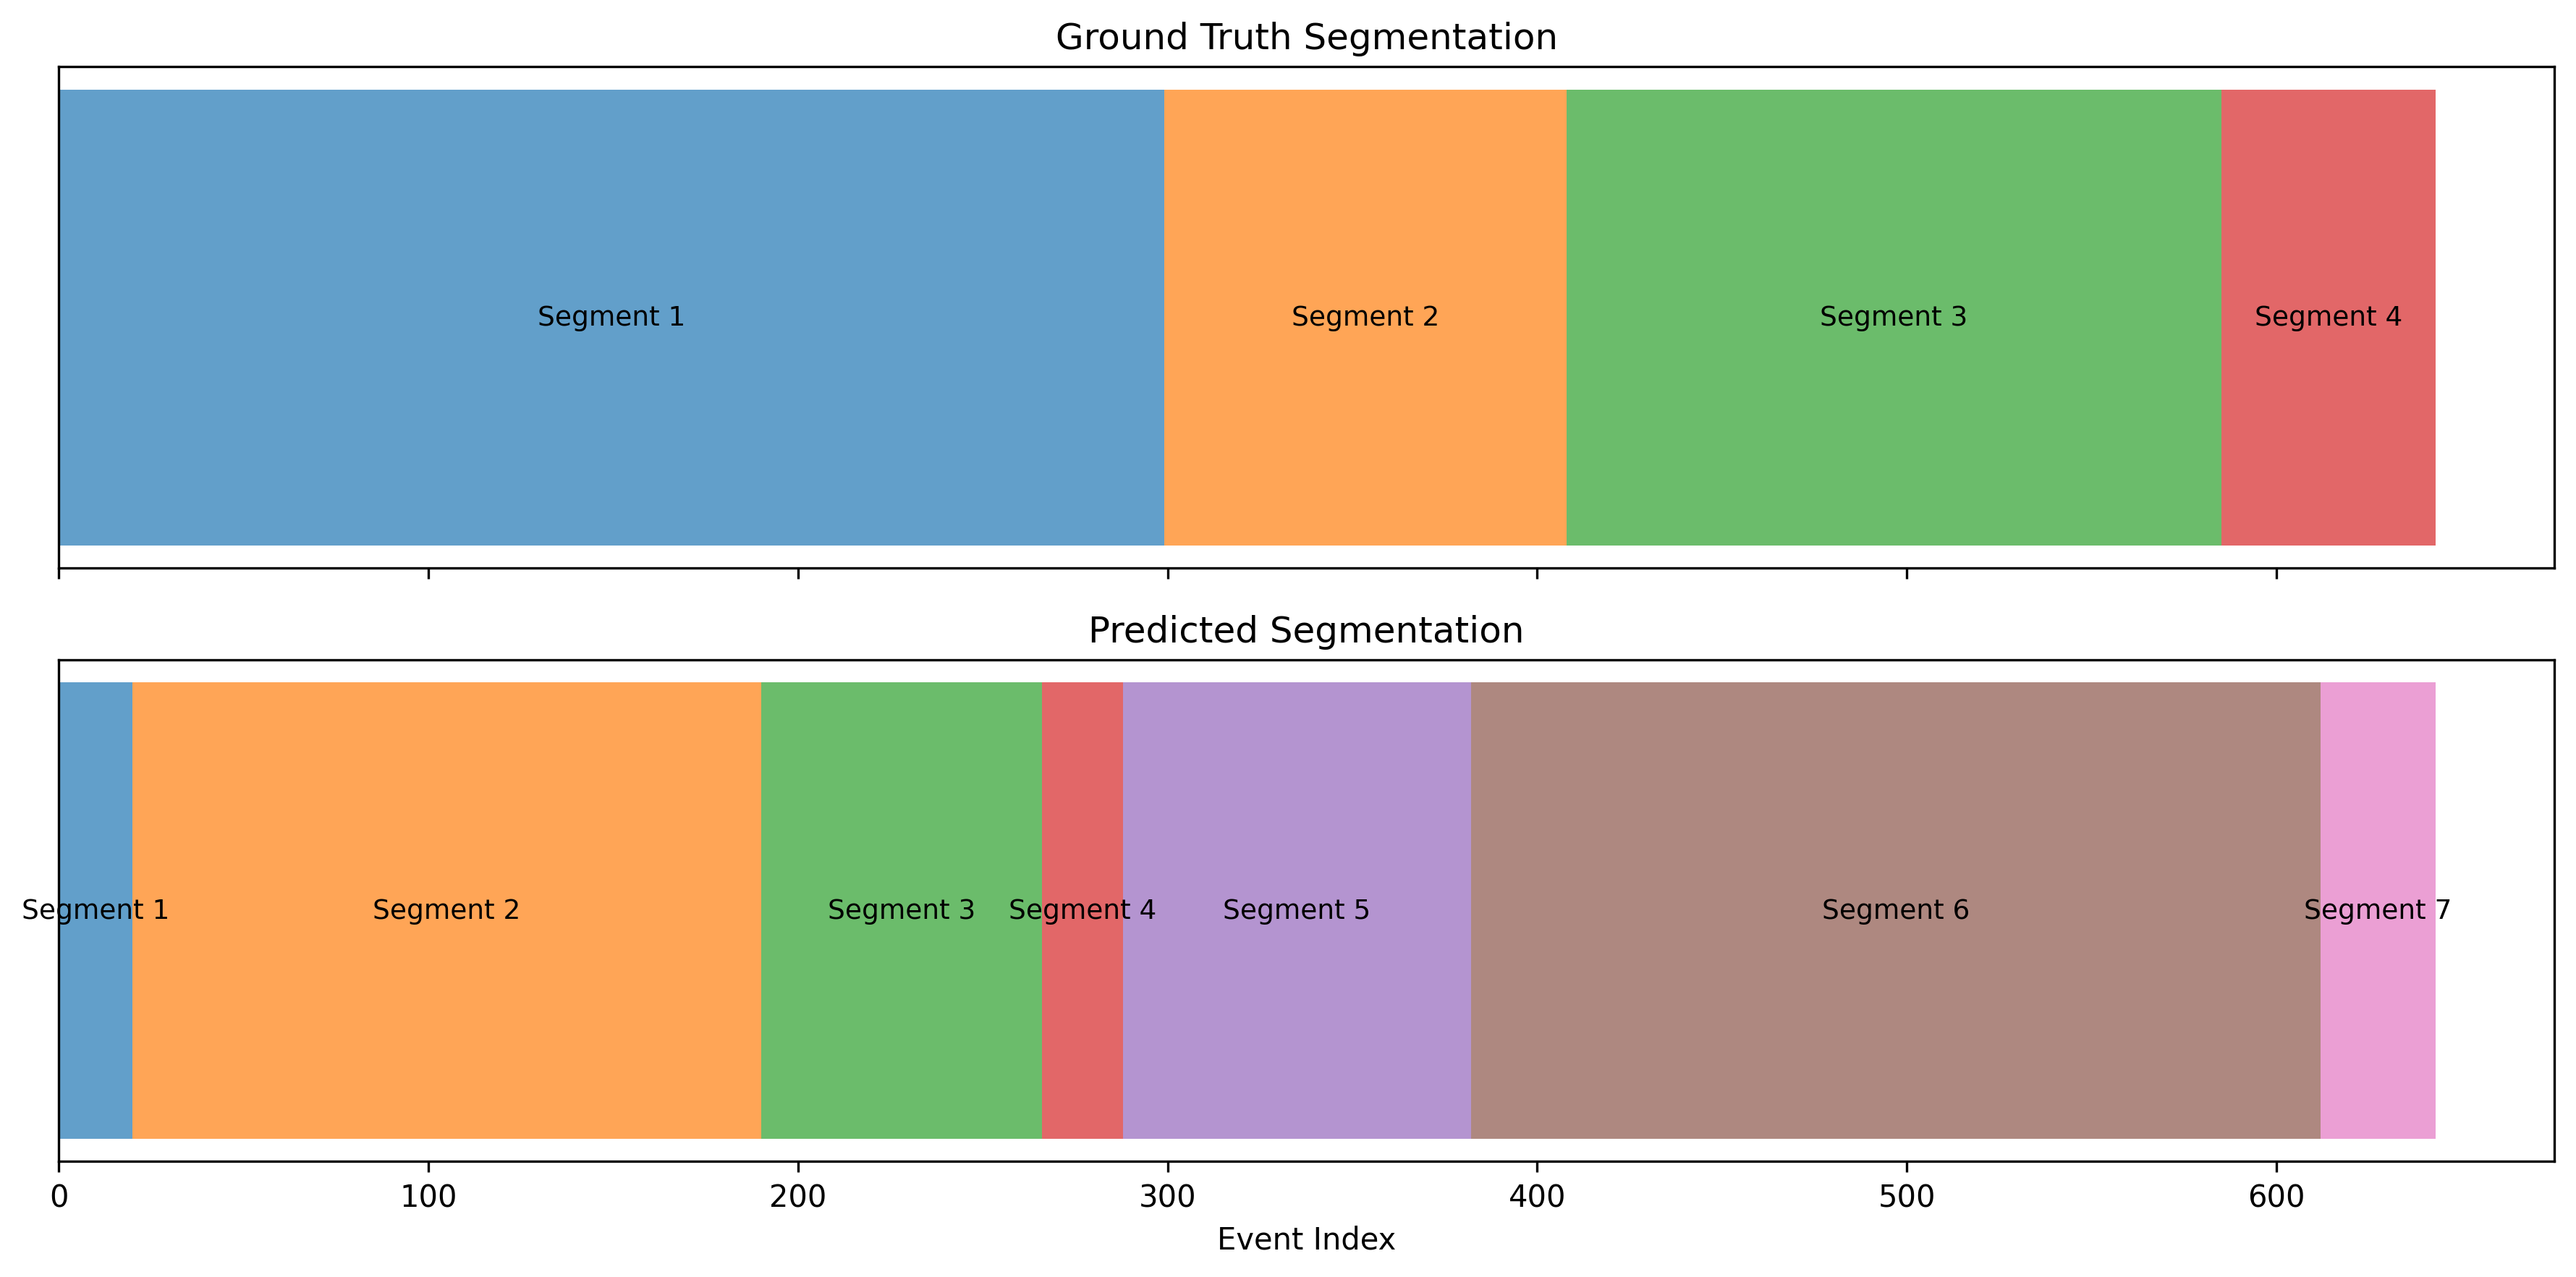 Ground Truth Segmentation
Segment 1 Segment 2 Segment 3 Segment 4
Predicted Segmentation
Segment 1 Segment 2 Segment 3 Segment 4 Segment 5 Segment 6 Segment 7
0 100 200 300 400 500 600
Event Index